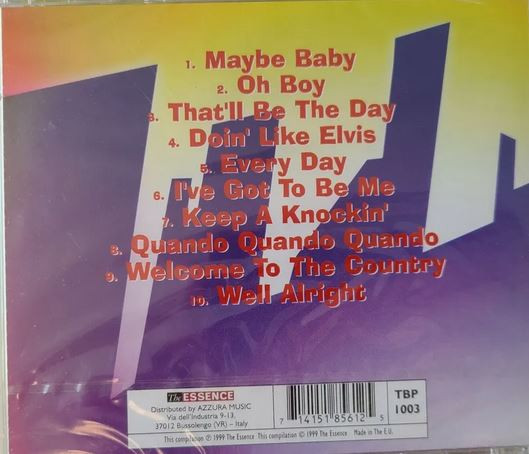 1. Maybe Baby
2. Oh Boy
3. That'll Be The Day
4. Doin' Like Elvis
5. Every Day
6. I've Got To Be Me
7. Keep A Knockin'
8. Quando Quando Quando
9. Welcome To The Country
10. Well Alright
The ESSENCE
Distributed by AZZURA MUSIC
Via dell'Industria 9-13,
37012 Bussolengo (VR) – Italy
7 14151 85612 5
TBP
1003
This compilation ℗ 1999 The Essence This compilation © 1999 The Essence Made in The E.U.